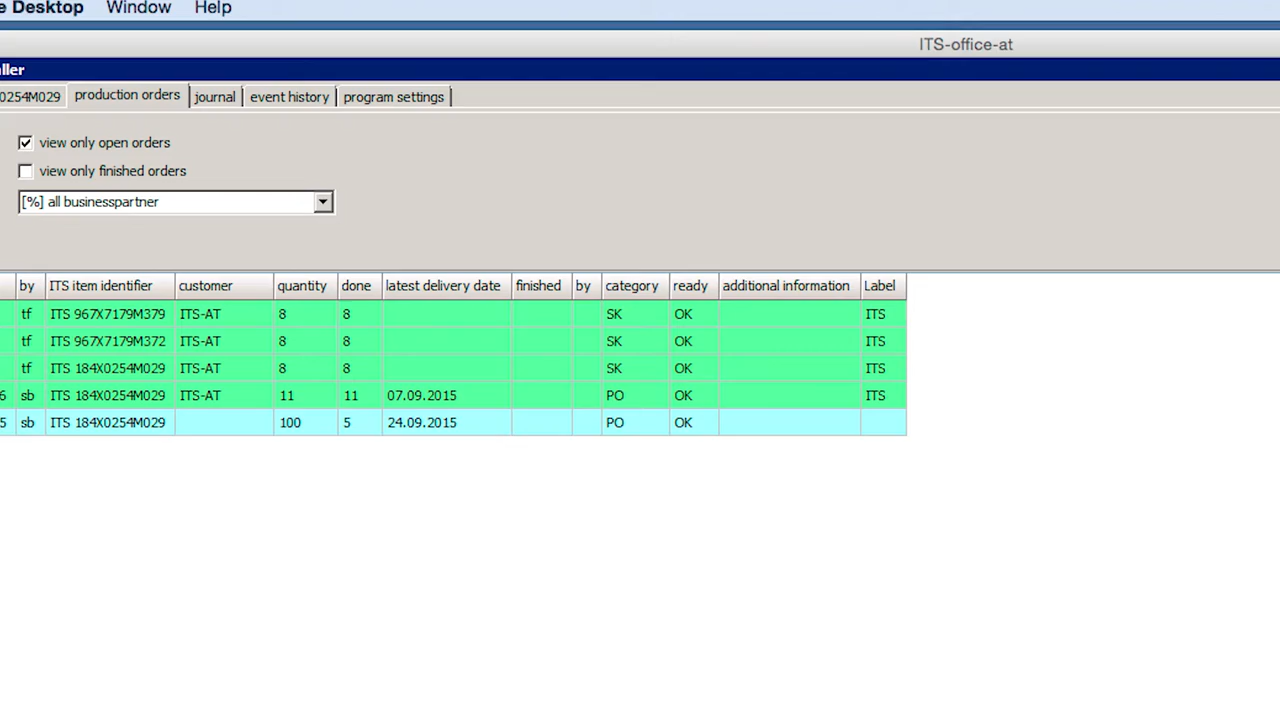 e Desktop Window Help
ITS-office-at
ller
0254M029 production orders journal event history program settings
view only open orders
view only finished orders
[%] all businesspartner
by ITS item identifier customer quantity done latest delivery date finished by category ready additional information Label
tf ITS 967X7179M379 ITS-AT 8 8 SK OK ITS
tf ITS 967X7179M372 ITS-AT 8 8 SK OK ITS
tf ITS 184X0254M029 ITS-AT 8 8 SK OK ITS
6 sb ITS 184X0254M029 ITS-AT 11 11 07.09.2015 PO OK ITS
5 sb ITS 184X0254M029 100 5 24.09.2015 PO OK